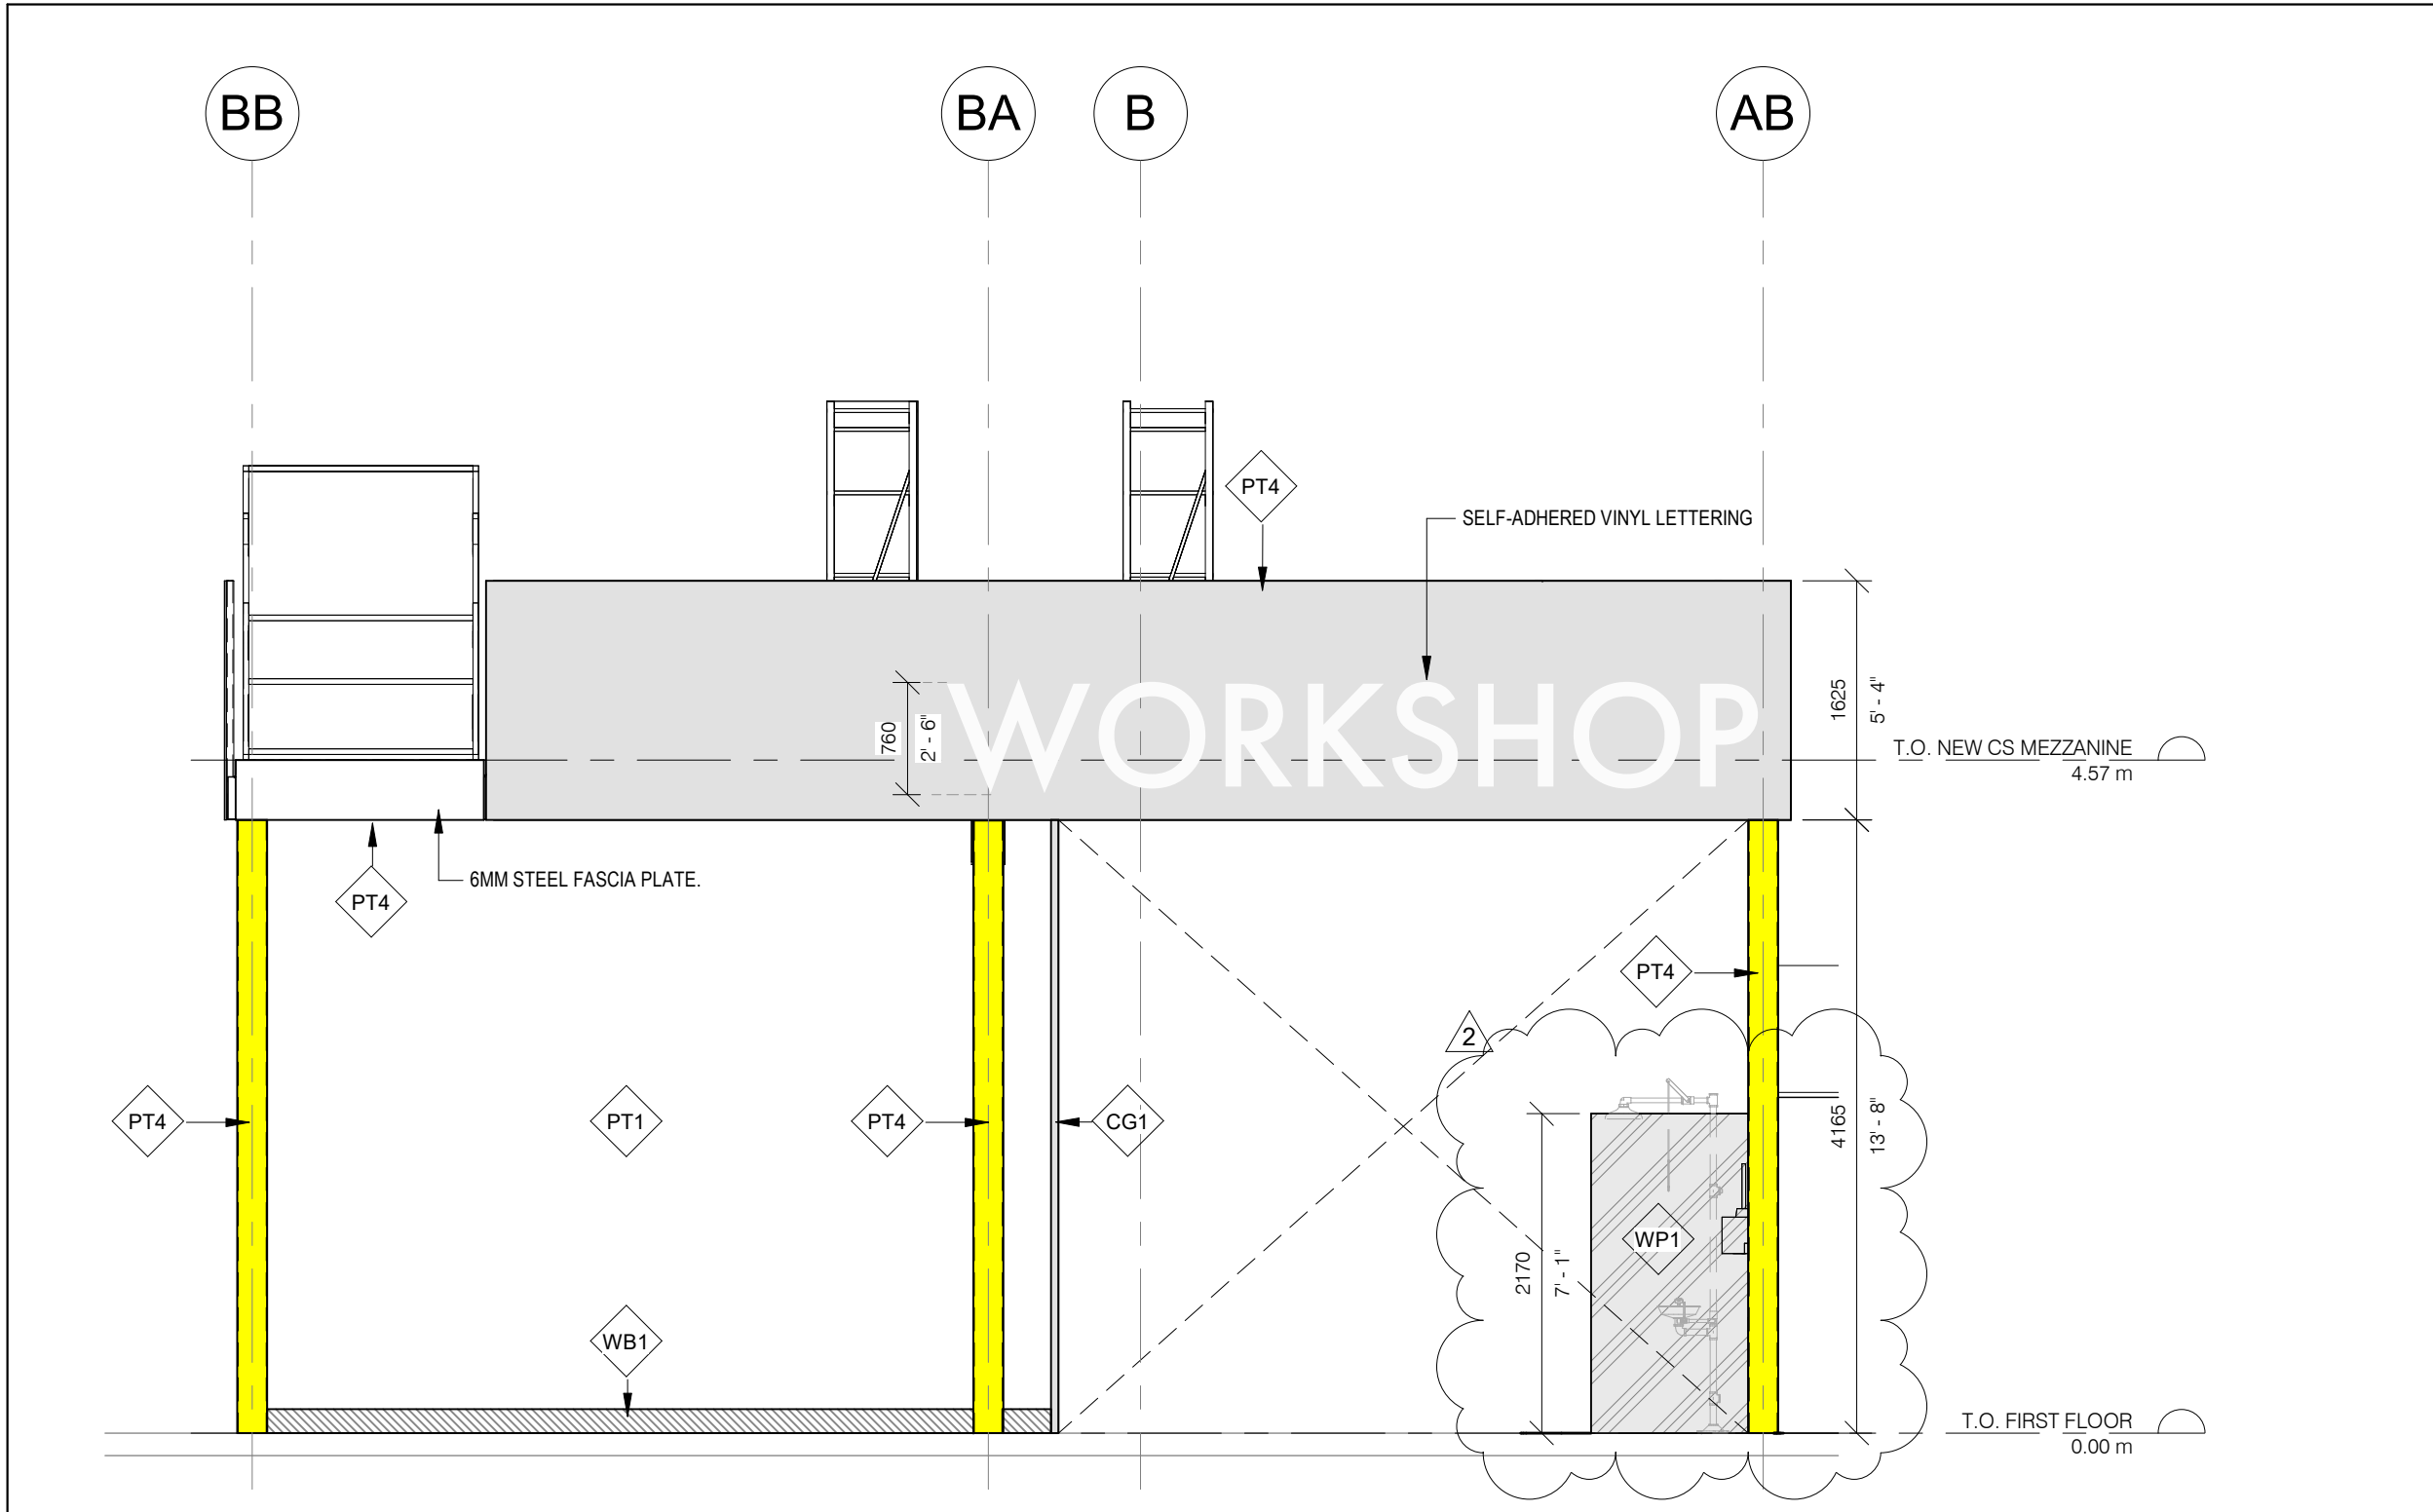 BB
BA
B
AB
PT4
SELF-ADHERED VINYL LETTERING
WORKSHOP
760
2' - 6"
1625
5' - 4"
T.O. NEW CS MEZZANINE
4.57 m
6MM STEEL FASCIA PLATE.
PT4
PT4
2
PT4
PT1
PT4
CG1
4165
13' - 8"
WP1
2170
7' - 1"
WB1
T.O. FIRST FLOOR
0.00 m